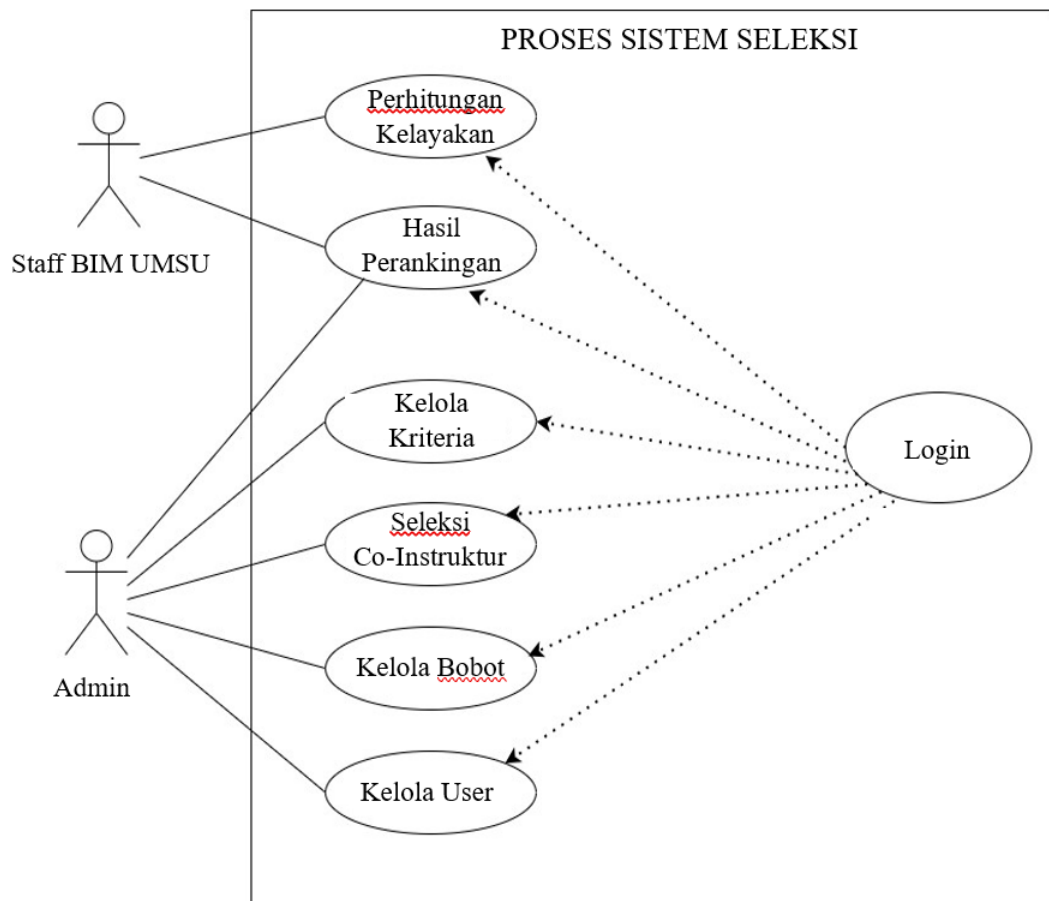 PROSES SISTEM SELEKSI
Perhitungan
Kelayakan
Staff BIM UMSU
Hasil
Perankingan
Kelola
Kriteria
Login
Seleksi
Co-Instruktur
Admin
Kelola Bobot
Kelola User